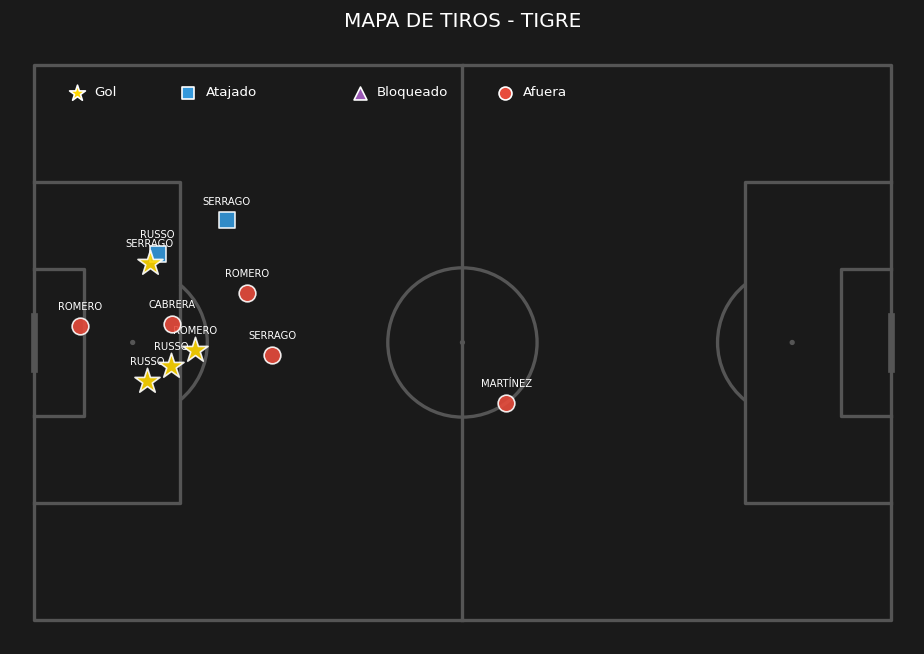 MAPA DE TIROS - TIGRE
Gol
Atajado
Bloqueado
Afuera
SERRAGO
RUSSO
SERRAGO
ROMERO
ROMERO
CABRERA
ROMERO
SERRAGO
RUSSO
RUSSO
MARTÍNEZ